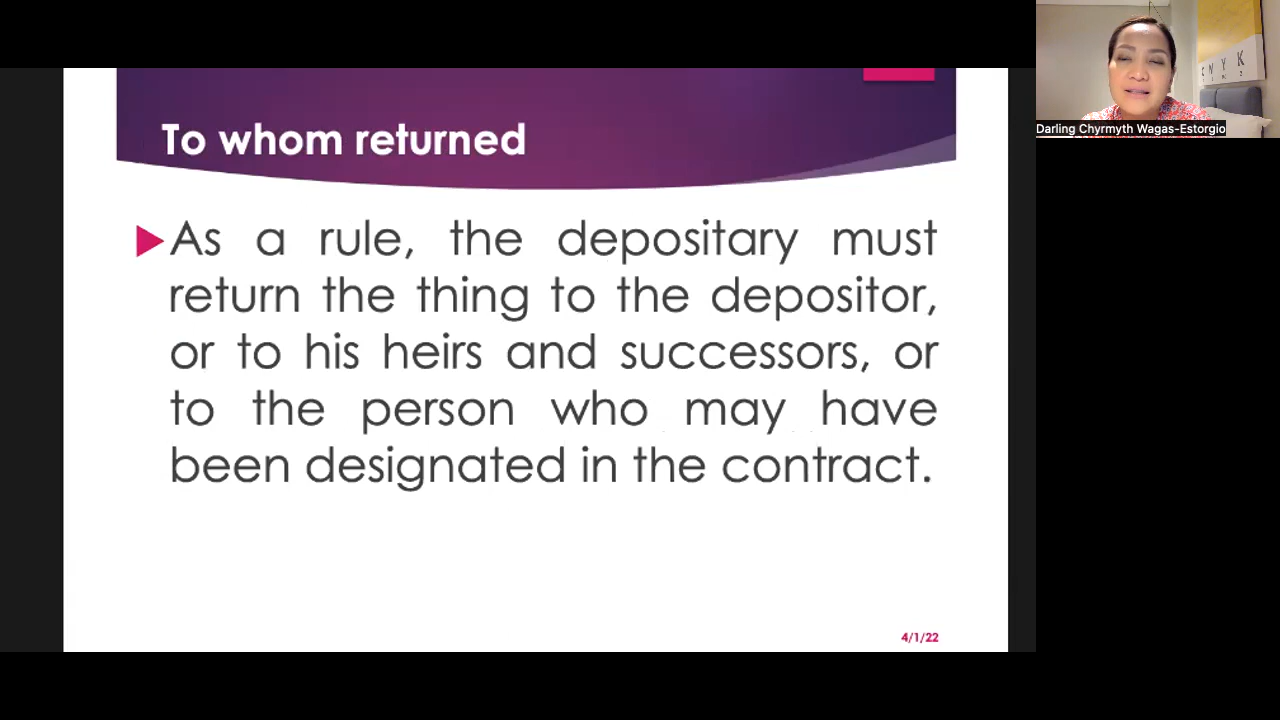 To whom returned
As a rule, the depositary must
return the thing to the depositor,
or to his heirs and successors, or
to the person who may have
been designated in the contract.
4/1/22
Darling Chyrmyth Wagas-Estorgio